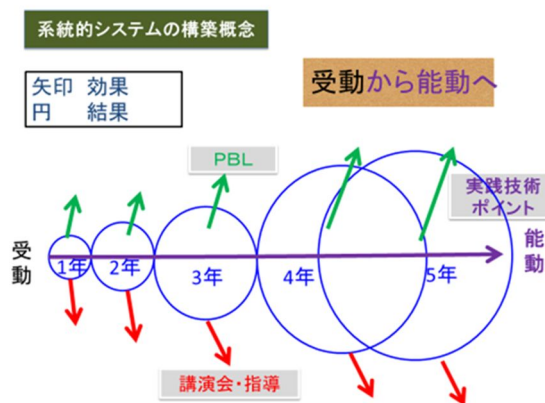 系統的システムの構築概念
矢印 効果
円 結果
受動から能動へ
PBL
実践技術
ポイント
受動
能動
1年
2年
3年
4年
5年
講演会・指導